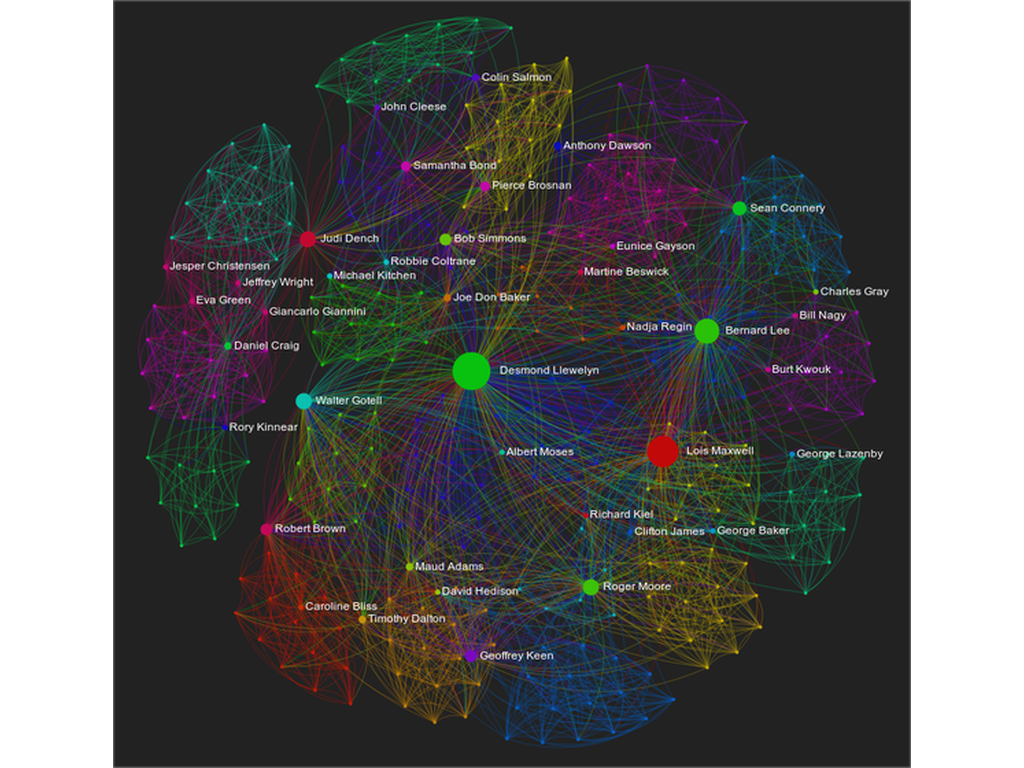 Colin Salmon
John Cleese
Anthony Dawson
Samantha Bond
Pierce Brosnan
Sean Connery
Judi Dench
Bob Simmons
Eunice Gayson
Robbie Coltrane
Jesper Christensen
Martine Beswick
Michael Kitchen
Jeffrey Wright
Charles Gray
Joe Don Baker
Eva Green
Giancarlo Giannini
Bill Nagy
Nadja Regin
Bernard Lee
Daniel Craig
Desmond Llewelyn
Burt Kwouk
Walter Gotell
Rory Kinnear
Albert Moses
Lois Maxwell
George Lazenby
Richard Kiel
Robert Brown
Clifton James
George Baker
Maud Adams
Roger Moore
David Hedison
Caroline Bliss
Timothy Dalton
Geoffrey Keen